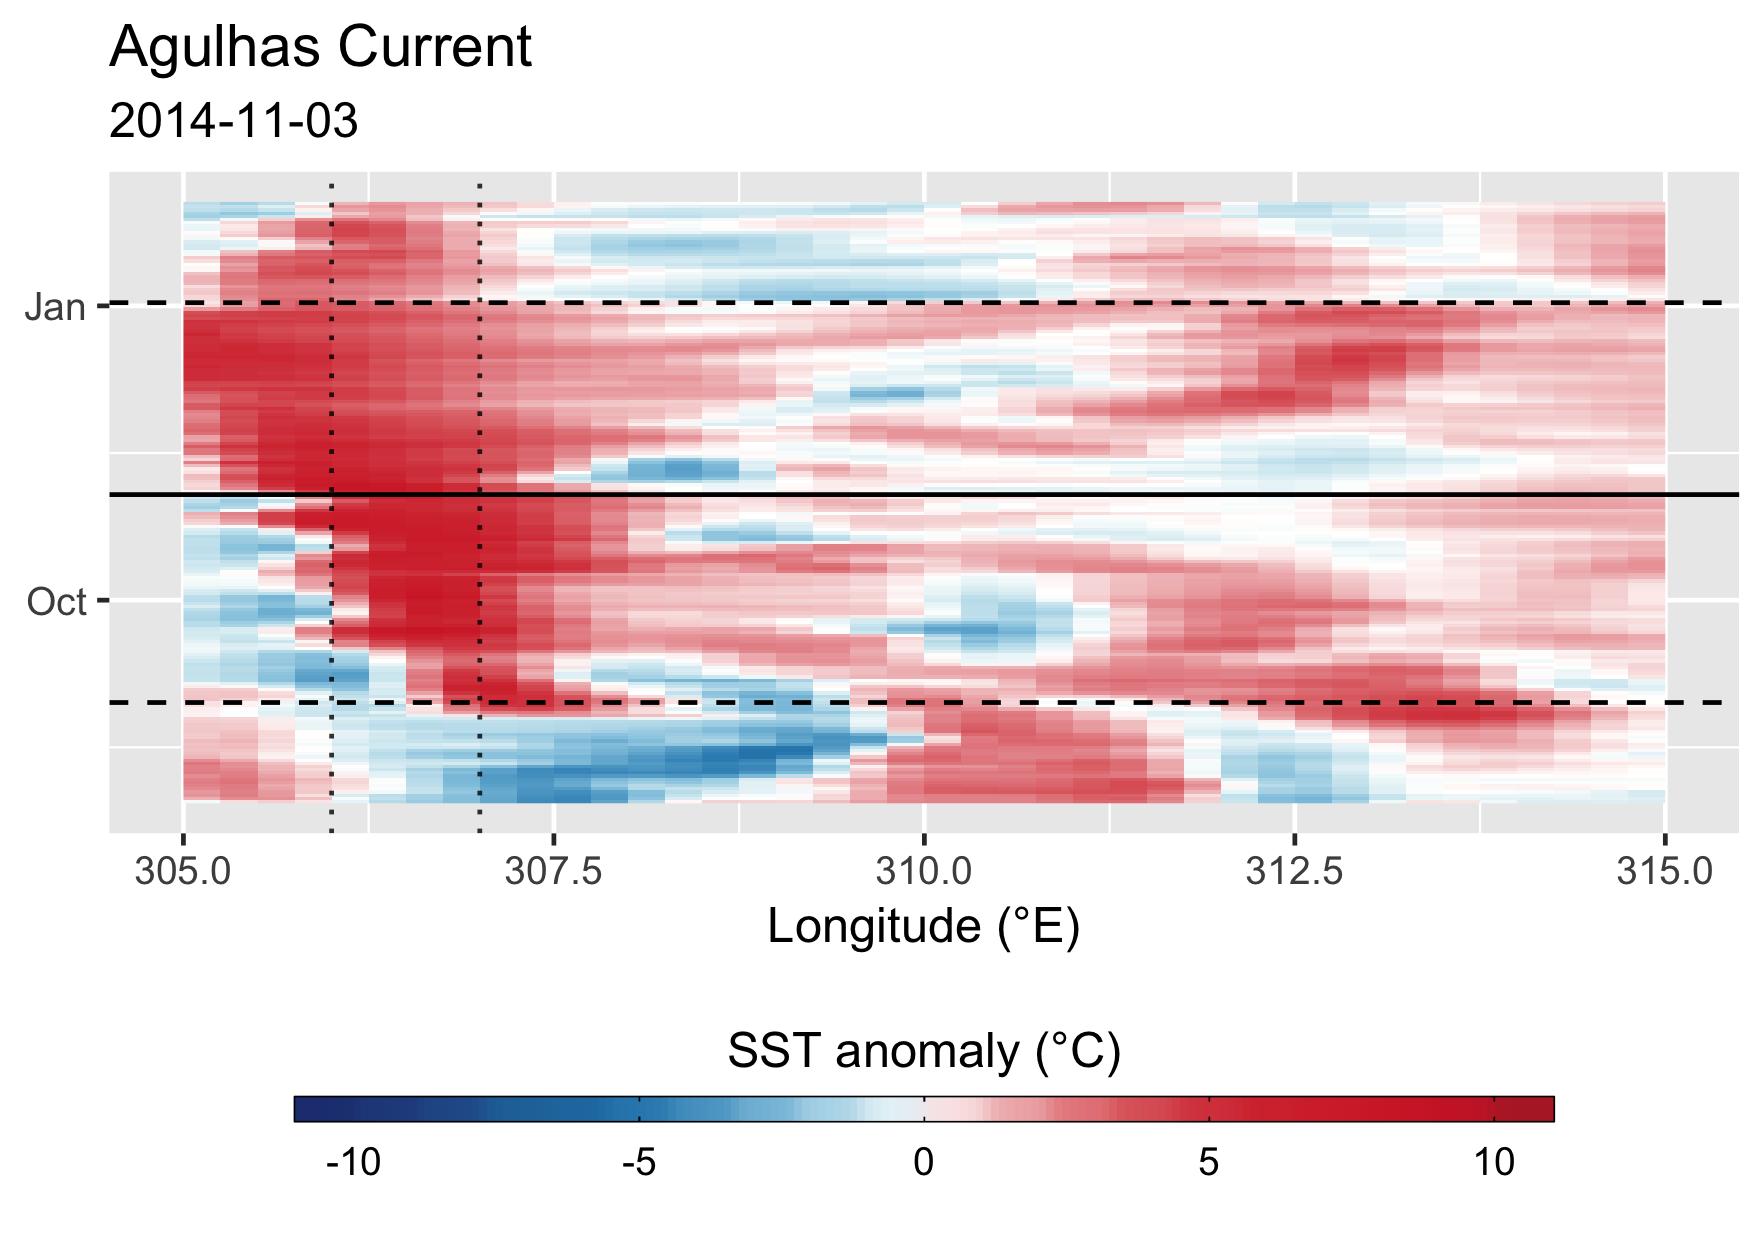 Agulhas Current
2014-11-03
Jan
Oct
305.0 307.5 310.0 312.5 315.0
Longitude (°E)
SST anomaly (°C)
-10 -5 0 5 10